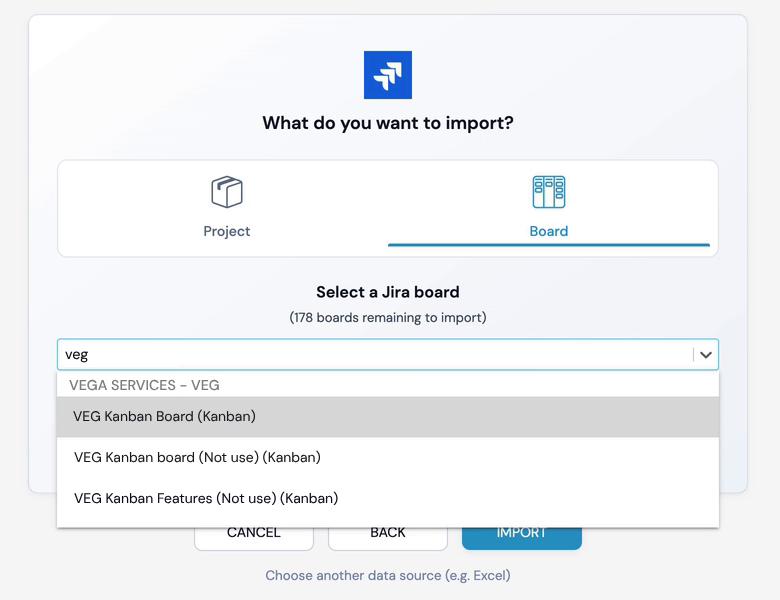 What do you want to import?
Project
Board
Select a Jira board
(178 boards remaining to import)
veg
VEGA SERVICES - VEG
VEG Kanban Board (Kanban)
VEG Kanban board (Not use) (Kanban)
VEG Kanban Features (Not use) (Kanban)
CANCEL
BACK
IMPORT
Choose another data source (e.g. Excel)